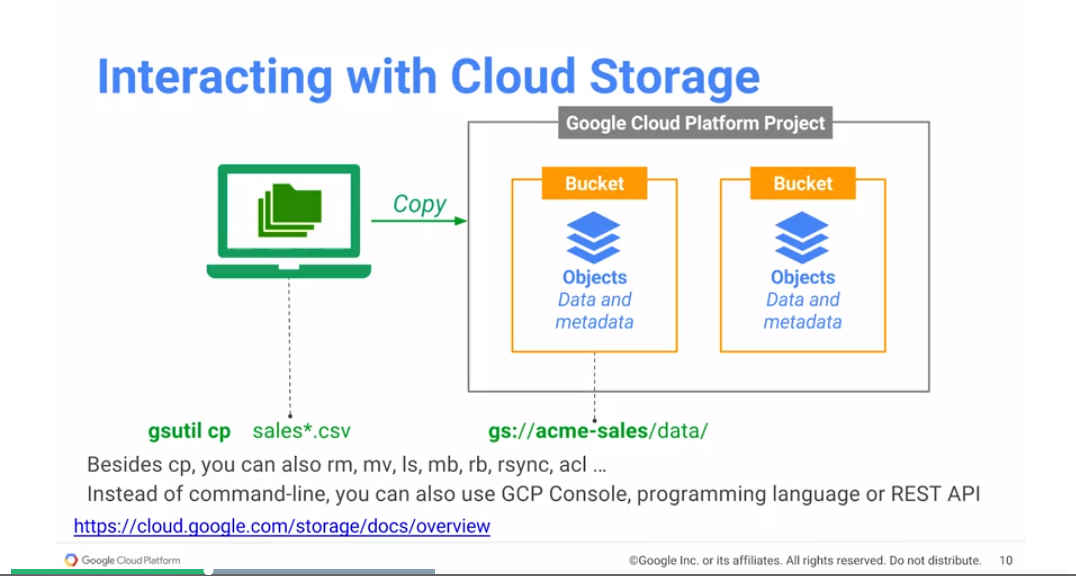 Interacting with Cloud Storage
Google Cloud Platform Project
Bucket
Bucket
Copy
Objects
Data and
metadata
Objects
Data and
metadata
gsutil cp sales*.csv gs://acme-sales/data/
Besides cp, you can also rm, mv, ls, mb, rb, rsync, acl ...
Instead of command-line, you can also use GCP Console, programming language or REST API
https://cloud.google.com/storage/docs/overview
Google Cloud Platform
©Google Inc. or its affiliates. All rights reserved. Do not distribute. 10